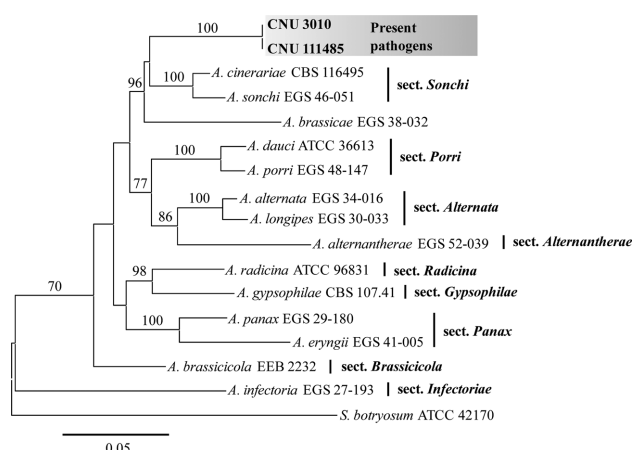 100
CNU 3010
Present
pathogens
CNU 111485
96
100
A. cinerariae CBS 116495
sect. Sonchi
A. sonchi EGS 46-051
A. brassicae EGS 38-032
77
100
A. dauci ATCC 36613
sect. Porri
A. porri EGS 48-147
86
100
A. alternata EGS 34-016
sect. Alternata
A. longipes EGS 30-033
A. alternantherae EGS 52-039
sect. Alternantherae
70
98
A. radicina ATCC 96831
sect. Radicina
A. gypsophilae CBS 107.41
sect. Gypsophilae
100
A. panax EGS 29-180
sect. Panax
A. eryngii EGS 41-005
A. brassicicola EEB 2232
sect. Brassicicola
A. infectoria EGS 27-193
sect. Infectoriae
S. botryosum ATCC 42170
0.05